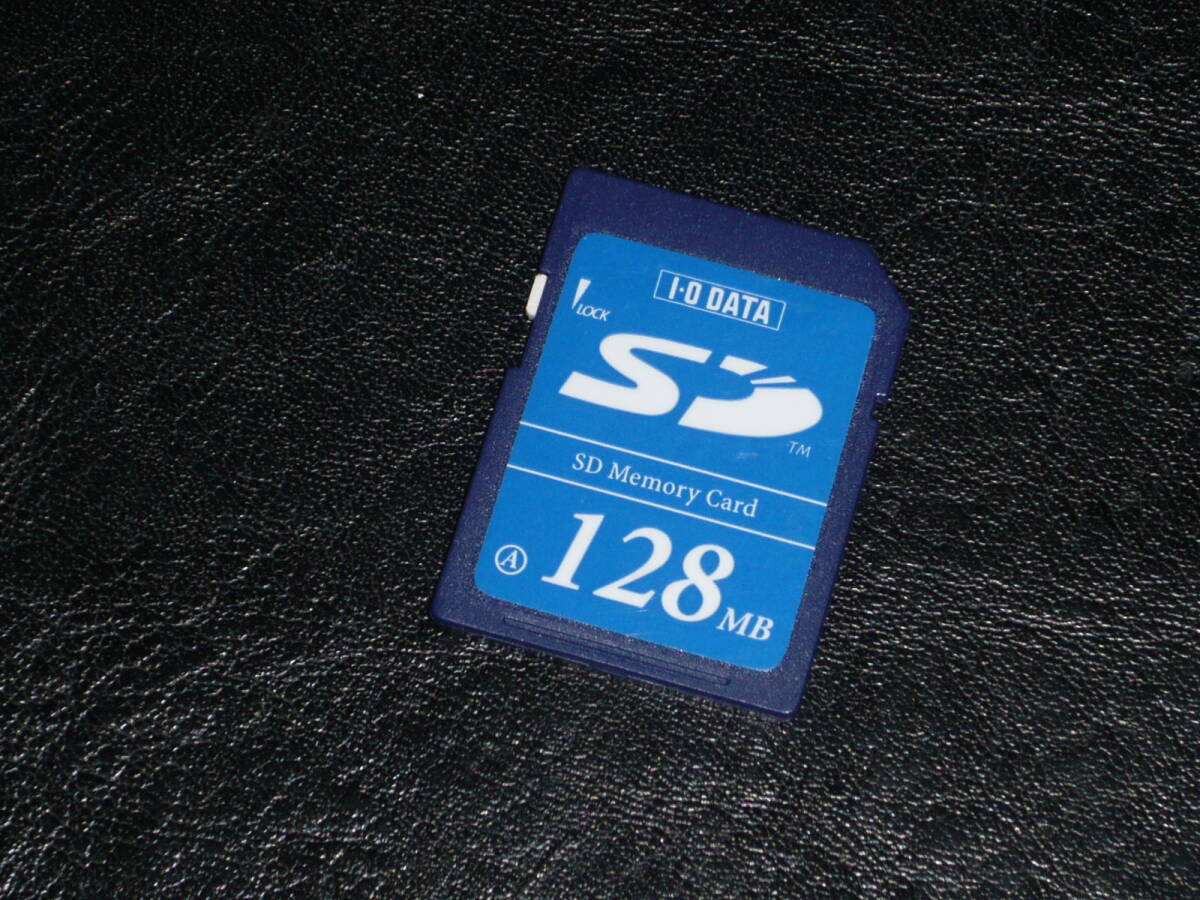 I·O DATA
LOCK
SD
TM
SD Memory Card
A 128MB